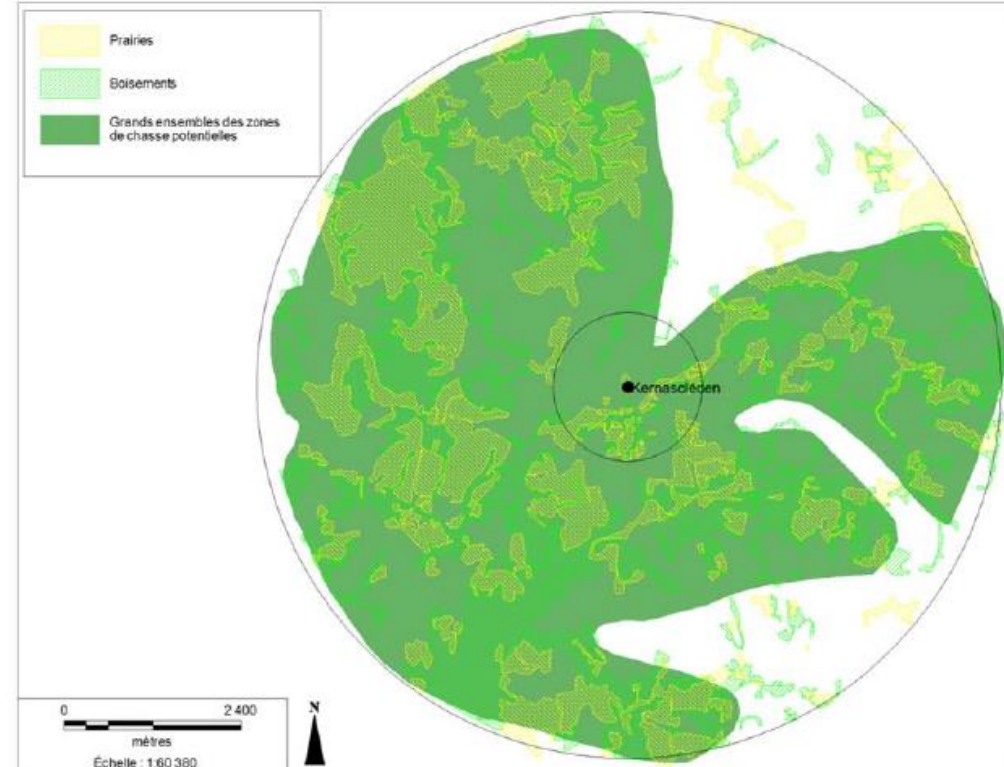 Prairies
Boisements
Grands ensembles des zones
de chasse potentielles
Kernascléden
0 2 400
mètres
Échelle : 1:60 380
N